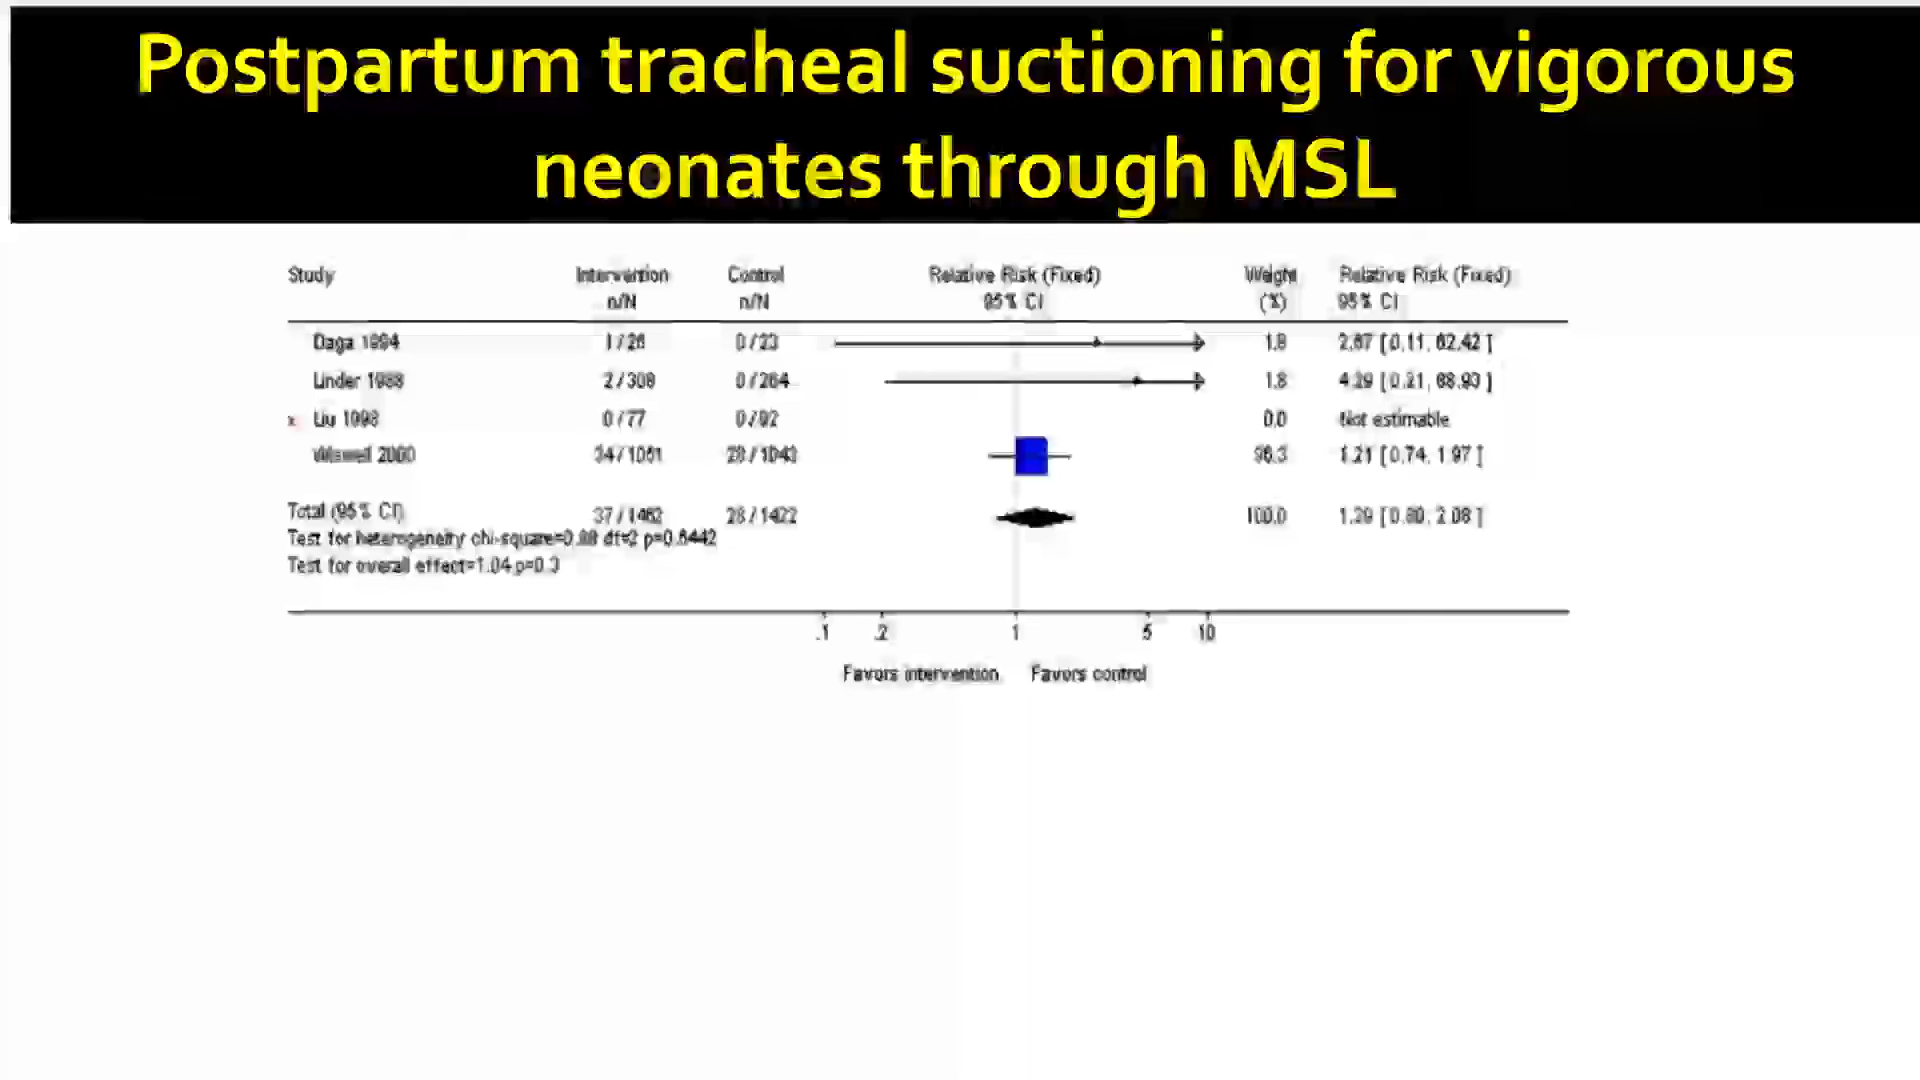 Postpartum tracheal suctioning for vigorous
neonates through MSL
Study Intervention Control Relative Risk (Fixed) Weight Relative Risk (Fixed)
n/N n/N 95% CI (%) 95% CI
Daga 1994 1/26 0/23 1.8 2.67 [0.11, 62.42]
Linder 1988 2/308 0/264 1.8 4.29 [0.21, 88.93]
x Liu 1998 0/77 0/92 0.0 Not estimable
Wiswell 2000 34/1051 28/1043 96.3 1.21 [0.74, 1.97]
Total (95% CI) 37/1462 28/1422 100.0 1.29 [0.80, 2.08]
Test for heterogeneity chi-square=0.88 df=2 p=0.6442
Test for overall effect=1.04 p=0.3
.1 .2 1 5 10
Favors intervention Favors control